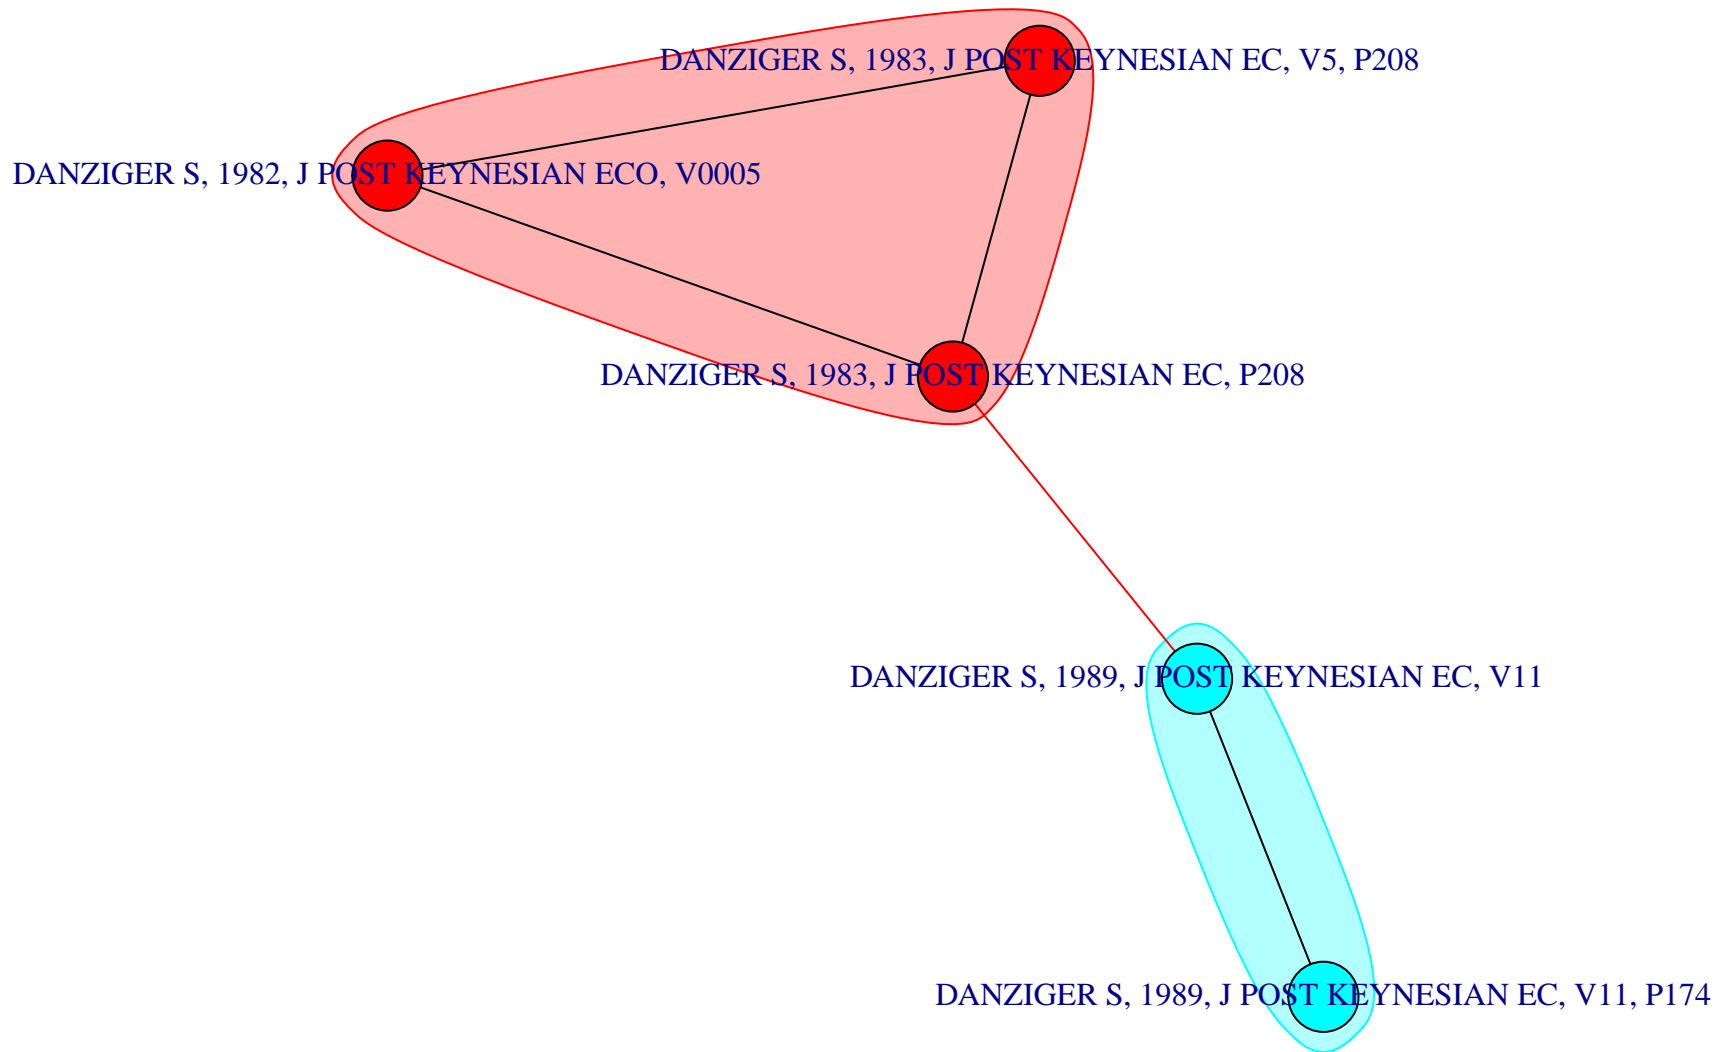 DANZIGER S, 1983, J POST KEYNESIAN EC, V5, P208
DANZIGER S, 1982, J POST KEYNESIAN ECO, V0005
DANZIGER S, 1983, J POST KEYNESIAN EC, P208
DANZIGER S, 1989, J POST KEYNESIAN EC, V11
DANZIGER S, 1989, J POST KEYNESIAN EC, V11, P174